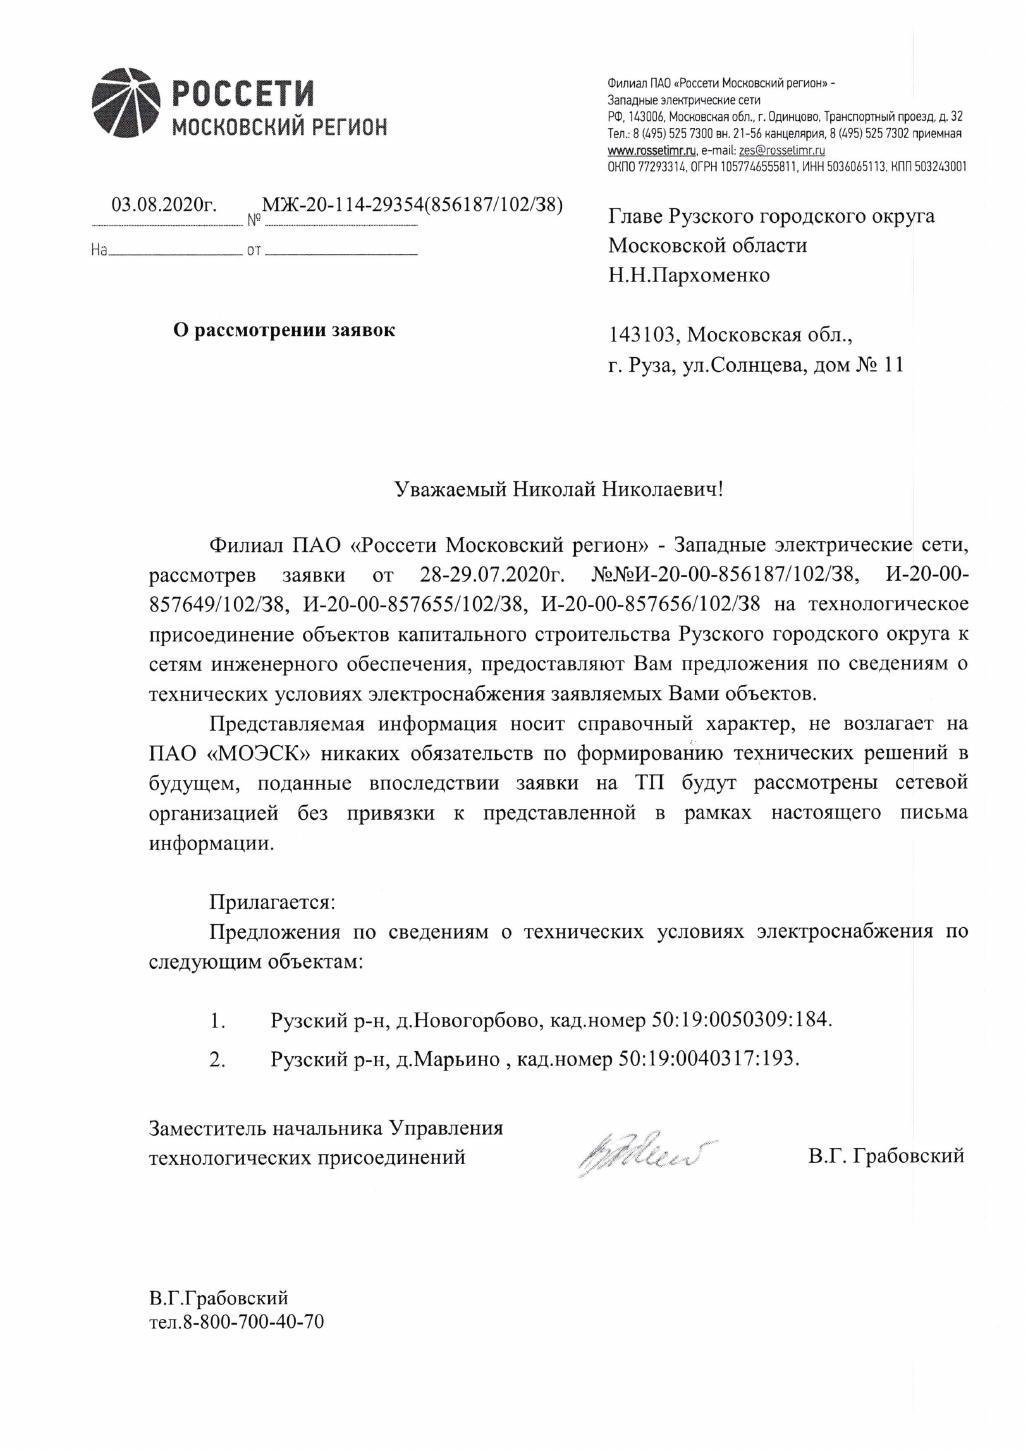 РОССЕТИ
МОСКОВСКИЙ РЕГИОН
Филиал ПАО «Россети Московский регион» -
Западные электрические сети
РФ, 143006, Московская обл., г. Одинцово, Транспортный проезд, д. 32
Тел.: 8 (495) 525 7300 вн. 21-56 канцелярия, 8 (495) 525 7302 приемная
www.rossetimr.ru, e-mail: zes@rossetimr.ru
ОКПО 77293314, ОГРН 1057746555811, ИНН 5036065113, КПП 503243001
03.08.2020г. № МЖ-20-114-29354(856187/102/З8)
На от
Главе Рузского городского округа
Московской области
Н.Н.Пархоменко
О рассмотрении заявок
143103, Московская обл.,
г. Руза, ул.Солнцева, дом № 11
Уважаемый Николай Николаевич!
Филиал ПАО «Россети Московский регион» - Западные электрические сети,
рассмотрев заявки от 28-29.07.2020г. №№И-20-00-856187/102/З8, И-20-00-
857649/102/З8, И-20-00-857655/102/З8, И-20-00-857656/102/З8 на технологическое
присоединение объектов капитального строительства Рузского городского округа к
сетям инженерного обеспечения, предоставляют Вам предложения по сведениям о
технических условиях электроснабжения заявляемых Вами объектов.
Представляемая информация носит справочный характер, не возлагает на
ПАО «МОЭСК» никаких обязательств по формированию технических решений в
будущем, поданные впоследствии заявки на ТП будут рассмотрены сетевой
организацией без привязки к представленной в рамках настоящего письма
информации.
Прилагается:
Предложения по сведениям о технических условиях электроснабжения по
следующим объектам:
1. Рузский р-н, д.Новогорбово, кад.номер 50:19:0050309:184.
2. Рузский р-н, д.Марьино , кад.номер 50:19:0040317:193.
Заместитель начальника Управления
технологических присоединений В.Г. Грабовский
В.Г.Грабовский
тел.8-800-700-40-70